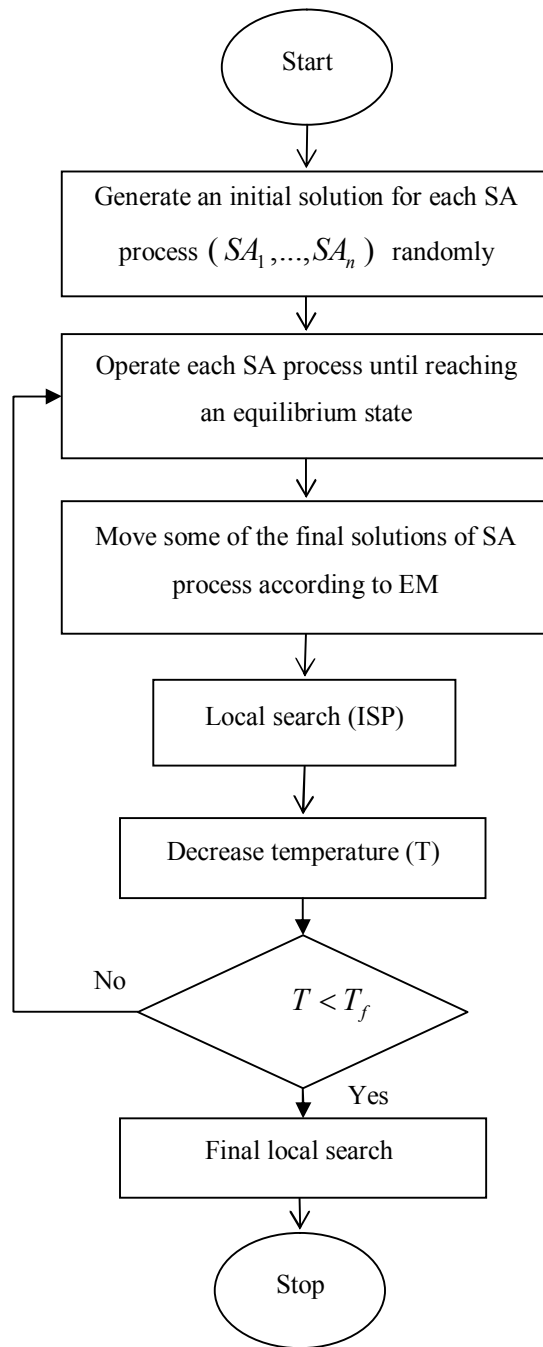 Start
Generate an initial solution for each SA
process ( SA₁ ,..., SAₙ ) randomly
Operate each SA process until reaching
an equilibrium state
Move some of the final solutions of SA
process according to EM
Local search (ISP)
Decrease temperature (T)
No
T < T_f
Yes
Final local search
Stop